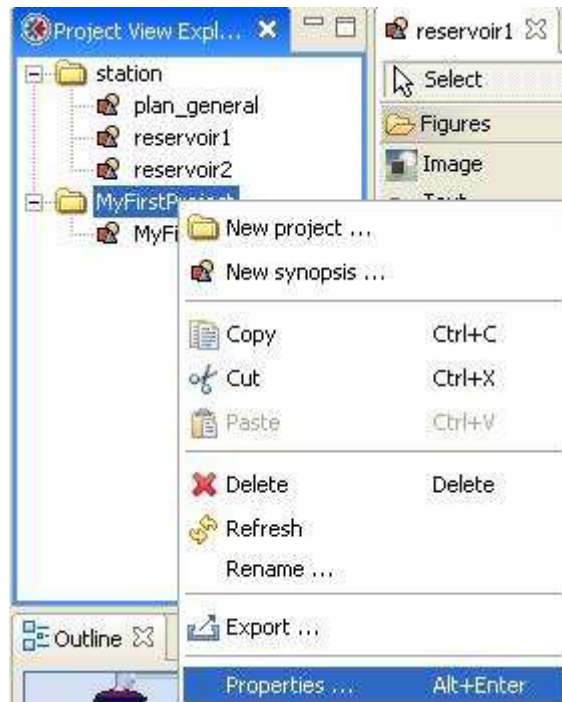 Project View Expl...
reservoir1
station
plan_general
reservoir1
reservoir2
MyFirstProject
MyFi
Select
Figures
Image
New project ...
New synopsis ...
Copy Ctrl+C
Cut Ctrl+X
Paste Ctrl+V
Delete Delete
Refresh
Rename ...
Export ...
Outline
Properties ... Alt+Enter